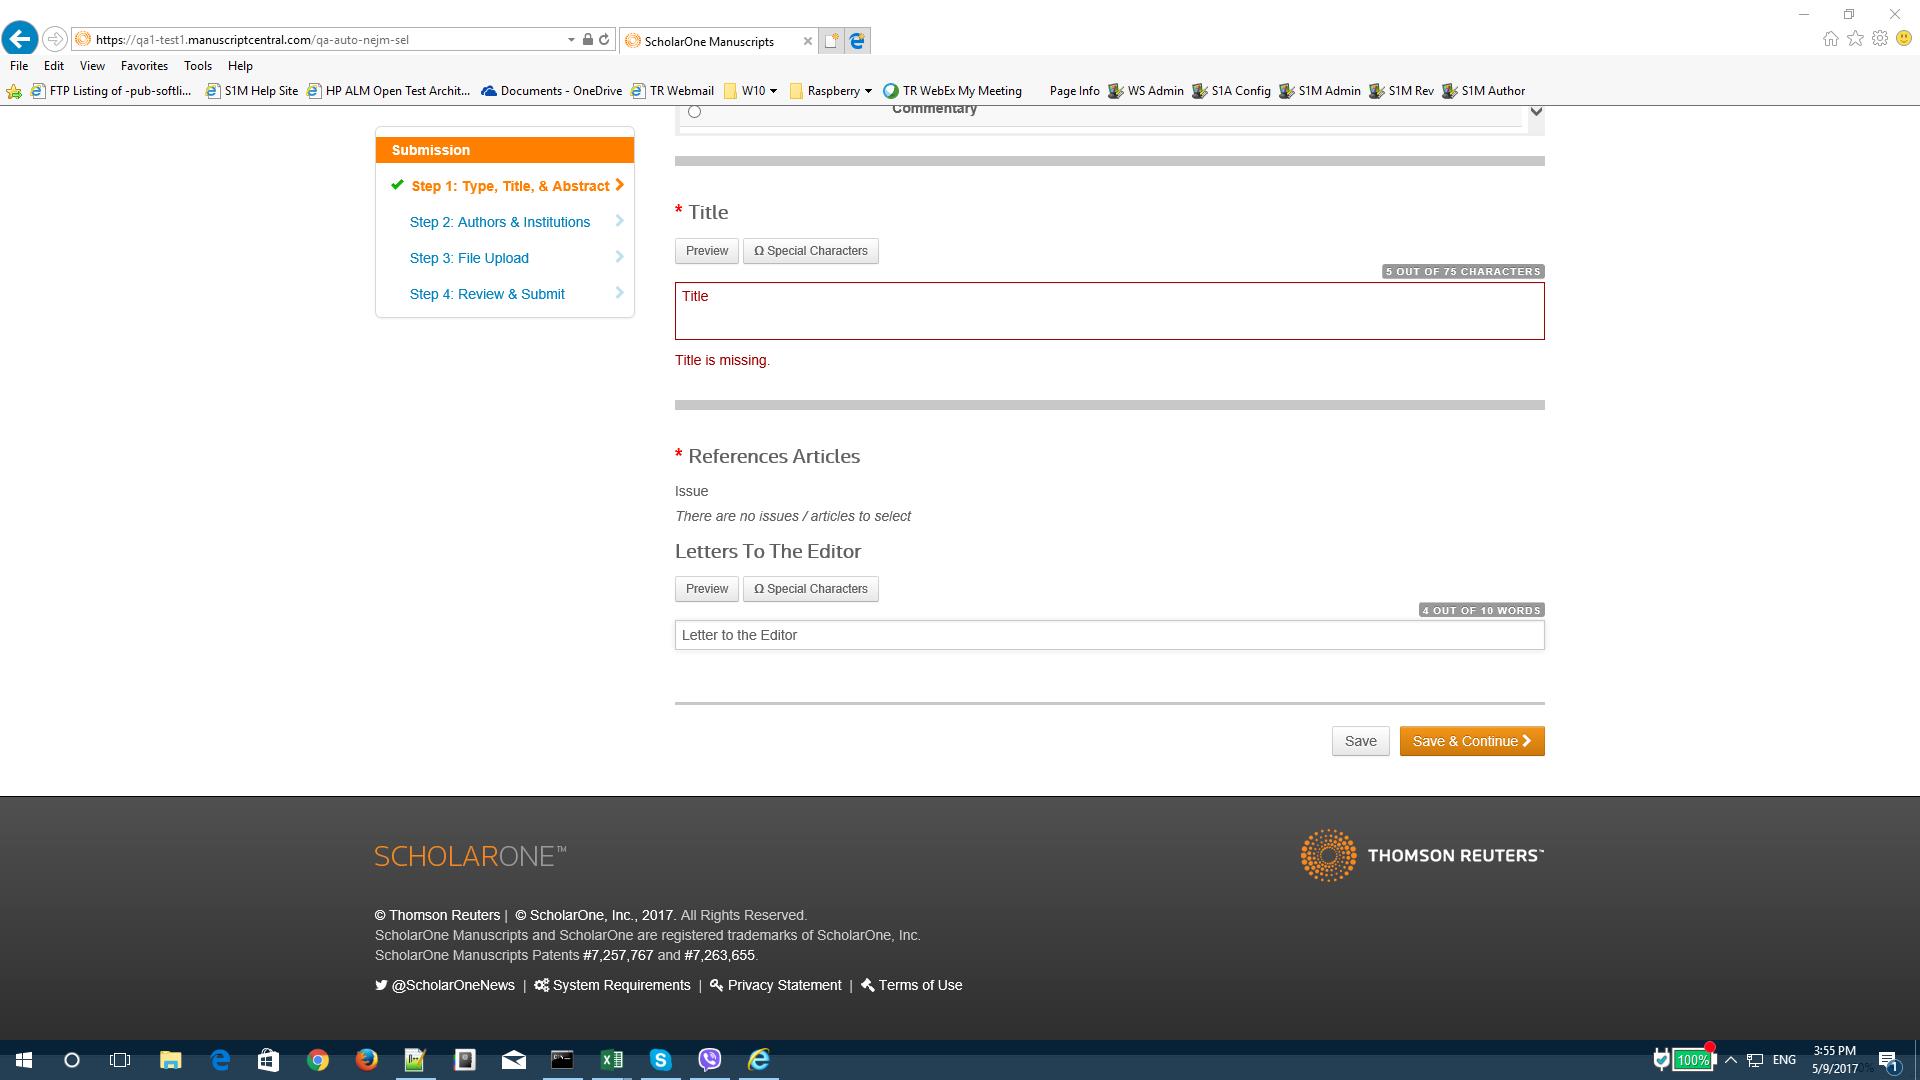 https://qa1-test1.manuscriptcentral.com/qa-auto-nejm-sel
ScholarOne Manuscripts
File Edit View Favorites Tools Help
FTP Listing of -pub-softli... S1M Help Site HP ALM Open Test Archit... Documents - OneDrive TR Webmail W10 Raspberry TR WebEx My Meeting Page Info WS Admin S1A Config S1M Admin S1M Rev S1M Author
Commentary
Submission
Step 1: Type, Title, & Abstract
Step 2: Authors & Institutions
Step 3: File Upload
Step 4: Review & Submit
* Title
Preview Ω Special Characters
5 OUT OF 75 CHARACTERS
Title
Title is missing.
* References Articles
Issue
There are no issues / articles to select
Letters To The Editor
Preview Ω Special Characters
4 OUT OF 10 WORDS
Letter to the Editor
Save Save & Continue
SCHOLARONE™
THOMSON REUTERS™
© Thomson Reuters | © ScholarOne, Inc., 2017. All Rights Reserved.
ScholarOne Manuscripts and ScholarOne are registered trademarks of ScholarOne, Inc.
ScholarOne Manuscripts Patents #7,257,767 and #7,263,655.
@ScholarOneNews | System Requirements | Privacy Statement | Terms of Use
100% ENG 3:55 PM
5/9/2017 1